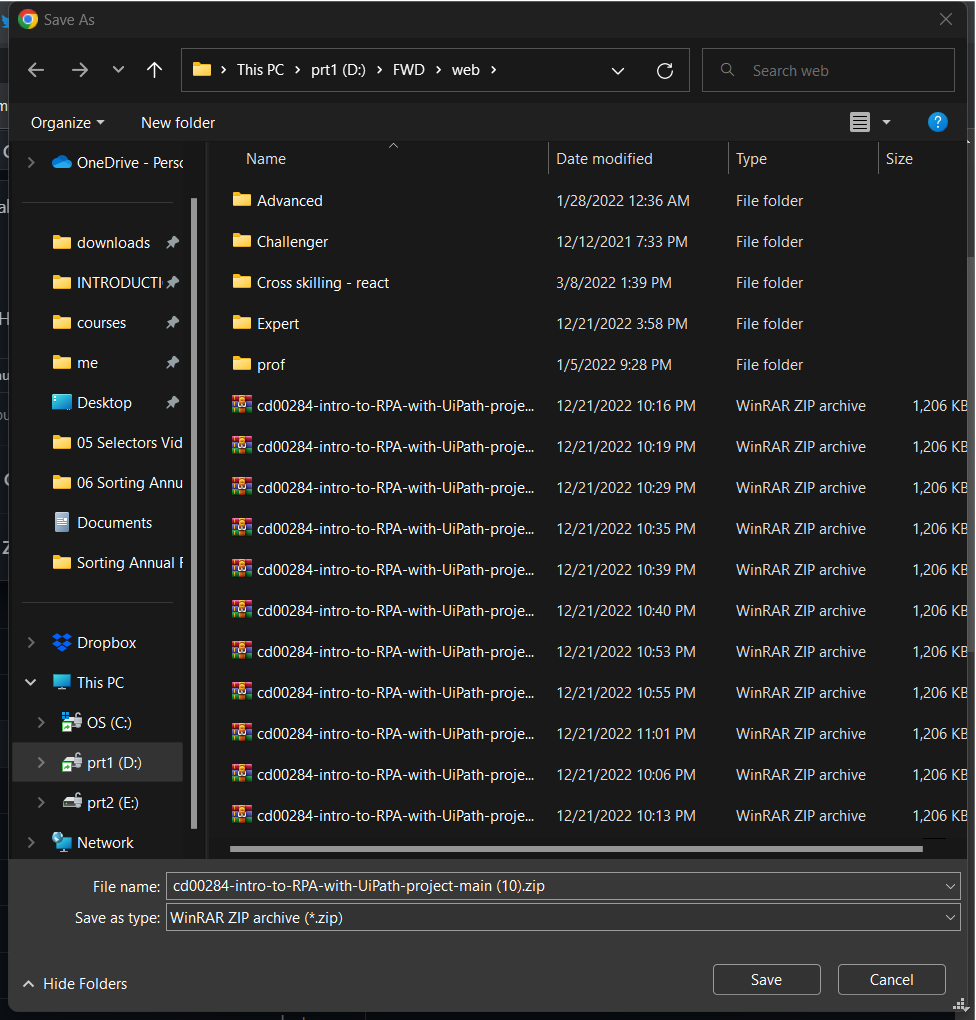 Save As
This PC > prt1 (D:) > FWD > web >
Search web
Organize
New folder
?
OneDrive - Persc
downloads
INTRODUCTI
courses
me
Desktop
05 Selectors Vid
06 Sorting Annu
Documents
Sorting Annual F
Dropbox
This PC
OS (C:)
prt1 (D:)
prt2 (E:)
Network
Name Date modified Type Size
Advanced 1/28/2022 12:36 AM File folder
Challenger 12/12/2021 7:33 PM File folder
Cross skilling - react 3/8/2022 1:39 PM File folder
Expert 12/21/2022 3:58 PM File folder
prof 1/5/2022 9:28 PM File folder
cd00284-intro-to-RPA-with-UiPath-proje... 12/21/2022 10:16 PM WinRAR ZIP archive 1,206 KB
cd00284-intro-to-RPA-with-UiPath-proje... 12/21/2022 10:19 PM WinRAR ZIP archive 1,206 KB
cd00284-intro-to-RPA-with-UiPath-proje... 12/21/2022 10:29 PM WinRAR ZIP archive 1,206 KB
cd00284-intro-to-RPA-with-UiPath-proje... 12/21/2022 10:35 PM WinRAR ZIP archive 1,206 KB
cd00284-intro-to-RPA-with-UiPath-proje... 12/21/2022 10:39 PM WinRAR ZIP archive 1,206 KB
cd00284-intro-to-RPA-with-UiPath-proje... 12/21/2022 10:40 PM WinRAR ZIP archive 1,206 KB
cd00284-intro-to-RPA-with-UiPath-proje... 12/21/2022 10:53 PM WinRAR ZIP archive 1,206 KB
cd00284-intro-to-RPA-with-UiPath-proje... 12/21/2022 10:55 PM WinRAR ZIP archive 1,206 KB
cd00284-intro-to-RPA-with-UiPath-proje... 12/21/2022 11:01 PM WinRAR ZIP archive 1,206 KB
cd00284-intro-to-RPA-with-UiPath-proje... 12/21/2022 10:06 PM WinRAR ZIP archive 1,206 KB
cd00284-intro-to-RPA-with-UiPath-proje... 12/21/2022 10:13 PM WinRAR ZIP archive 1,206 KB
File name: cd00284-intro-to-RPA-with-UiPath-project-main (10).zip
Save as type: WinRAR ZIP archive (*.zip)
Hide Folders
Save
Cancel